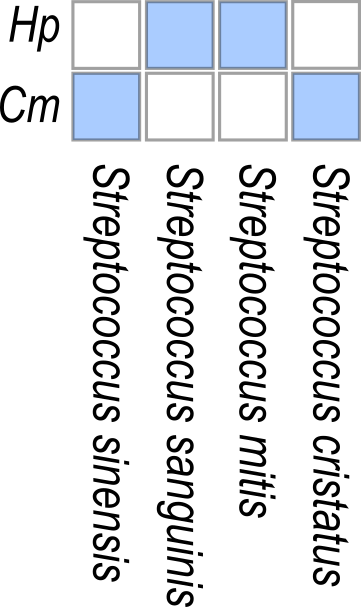 Hp
Cm
Streptococcus sinensis
Streptococcus sanguinis
Streptococcus mitis
Streptococcus cristatus